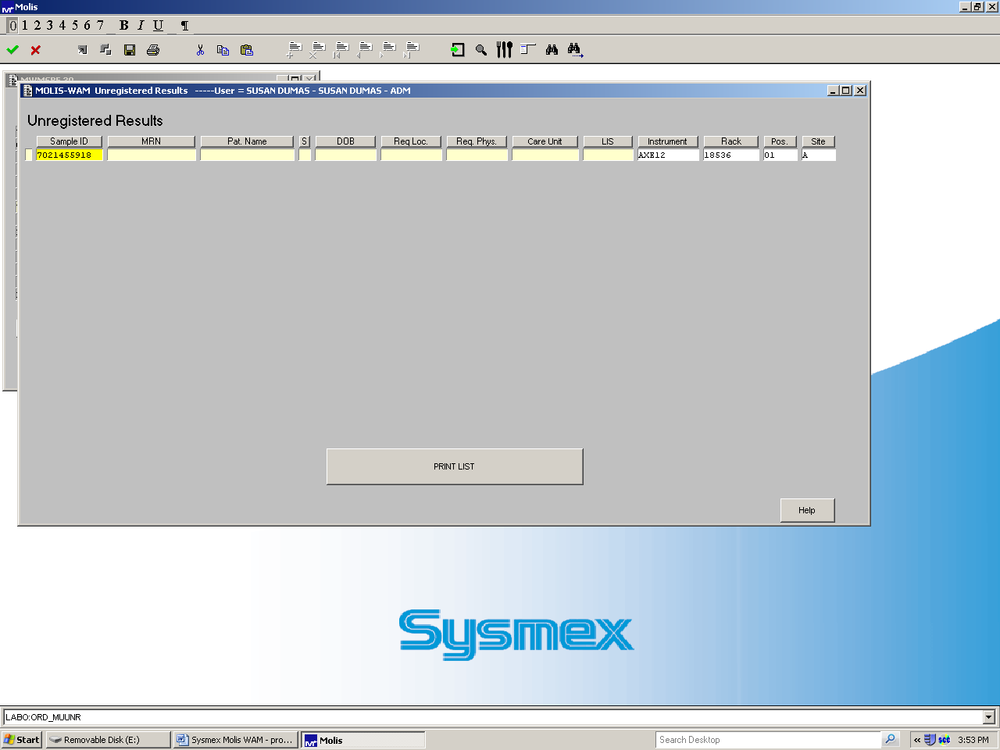 Molis
0 1 2 3 4 5 6 7 B I U ¶
MOLIS-WAM Unregistered Results -----User = SUSAN DUMAS - SUSAN DUMAS - ADM
Unregistered Results
Sample ID MRN Pat. Name S DOB Req Loc. Req. Phys. Care Unit LIS Instrument Rack Pos. Site
7021455918 AXE12 18536 01 A
PRINT LIST
Help
Sysmex
LABO:ORD_MUUNR
Start Removable Disk (E:) Sysmex Molis WAM - pro... Molis Search Desktop « 3:53 PM